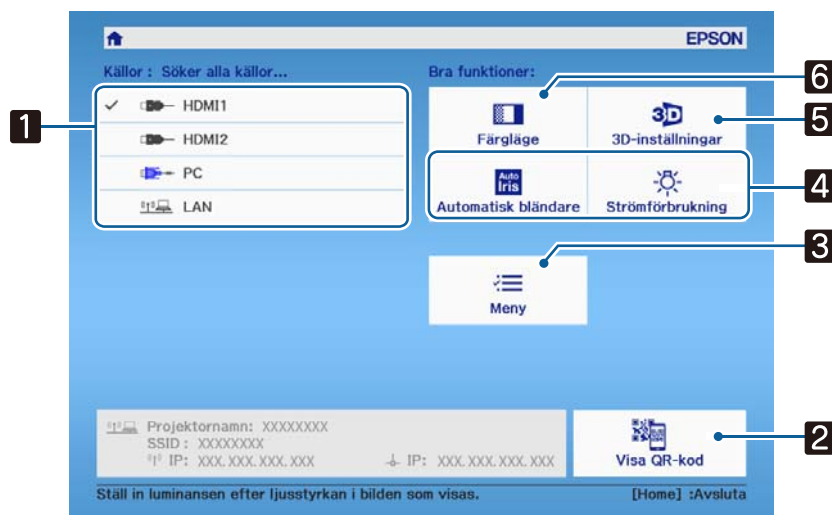 EPSON
Källor : Söker alla källor...
HDMI1
HDMI2
PC
LAN
1
Bra funktioner:
Färgläge
3D
3D-inställningar
Auto
Iris
Automatisk bländare
Strömförbrukning
Meny
6
5
4
3
Projektornamn: XXXXXXXX
SSID : XXXXXXXX
IP: XXX. XXX. XXX. XXX
IP: XXX. XXX. XXX. XXX
Visa QR-kod
2
Ställ in luminansen efter ljusstyrkan i bilden som visas.
[Home] :Avsluta